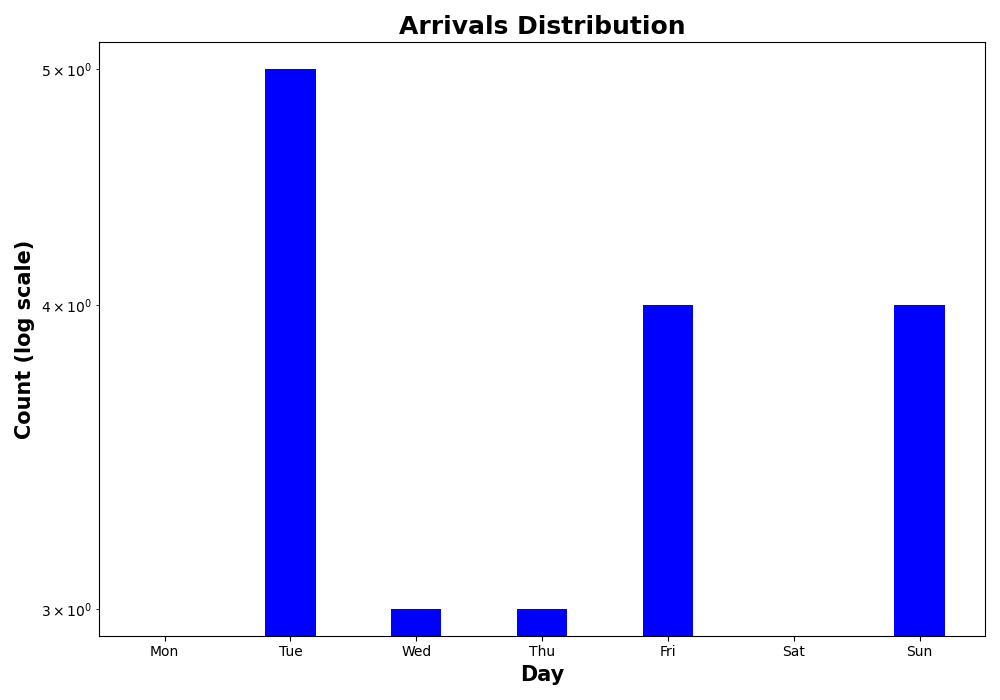 Arrivals Distribution
5 × 10⁰
4 × 10⁰
3 × 10⁰
Count (log scale)
Mon Tue Wed Thu Fri Sat Sun
Day